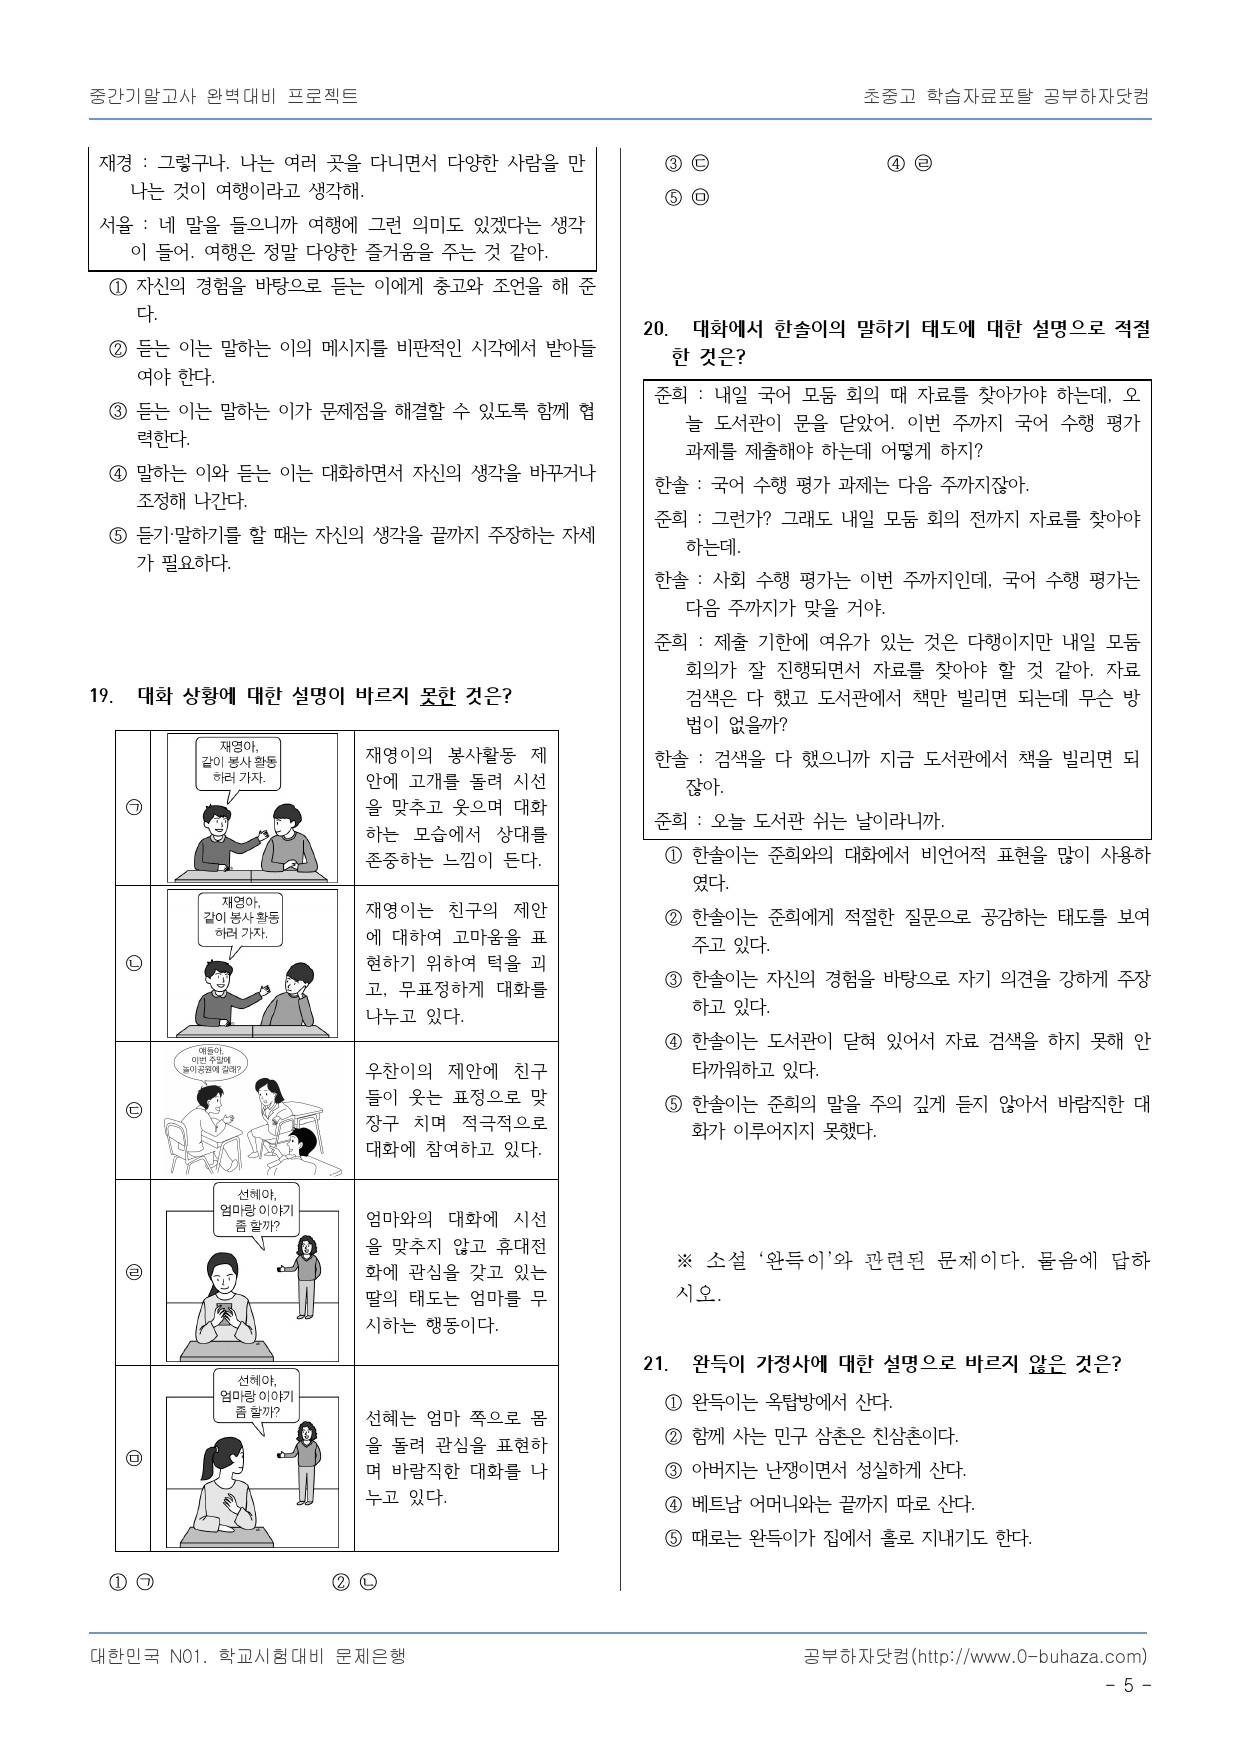 중간기말고사 완벽대비 프로젝트
초중고 학습자료포탈 공부하자닷컴
재경 : 그렇구나. 나는 여러 곳을 다니면서 다양한 사람을 만
나는 것이 여행이라고 생각해.
서율 : 네 말을 들으니까 여행에 그런 의미도 있겠다는 생각
이 들어. 여행은 정말 다양한 즐거움을 주는 것 같아.
① 자신의 경험을 바탕으로 듣는 이에게 충고와 조언을 해 준
다.
② 듣는 이는 말하는 이의 메시지를 비판적인 시각에서 받아들
여야 한다.
③ 듣는 이는 말하는 이가 문제점을 해결할 수 있도록 함께 협
력한다.
④ 말하는 이와 듣는 이는 대화하면서 자신의 생각을 바꾸거나
조정해 나간다.
⑤ 듣기·말하기를 할 때는 자신의 생각을 끝까지 주장하는 자세
가 필요하다.
19. 대화 상황에 대한 설명이 바르지 못한 것은?
㉠
재영아,
같이 봉사 활동
하러 가자.
재영이의 봉사활동 제
안에 고개를 돌려 시선
을 맞추고 웃으며 대화
하는 모습에서 상대를
존중하는 느낌이 든다.
㉡
재영아,
같이 봉사 활동
하러 가자.
재영이는 친구의 제안
에 대하여 고마움을 표
현하기 위하여 턱을 괴
고, 무표정하게 대화를
나누고 있다.
㉢
얘들아,
이번 주말에
놀이공원에 갈래?
우찬이의 제안에 친구
들이 웃는 표정으로 맞
장구 치며 적극적으로
대화에 참여하고 있다.
㉣
선혜야,
엄마랑 이야기
좀 할까?
엄마와의 대화에 시선
을 맞추지 않고 휴대전
화에 관심을 갖고 있는
딸의 태도는 엄마를 무
시하는 행동이다.
㉤
선혜야,
엄마랑 이야기
좀 할까?
선혜는 엄마 쪽으로 몸
을 돌려 관심을 표현하
며 바람직한 대화를 나
누고 있다.
① ㉠ ② ㉡
③ ㉢ ④ ㉣
⑤ ㉤
20. 대화에서 한솔이의 말하기 태도에 대한 설명으로 적절
한 것은?
준희 : 내일 국어 모둠 회의 때 자료를 찾아가야 하는데, 오
늘 도서관이 문을 닫았어. 이번 주까지 국어 수행 평가
과제를 제출해야 하는데 어떻게 하지?
한솔 : 국어 수행 평가 과제는 다음 주까지잖아.
준희 : 그런가? 그래도 내일 모둠 회의 전까지 자료를 찾아야
하는데.
한솔 : 사회 수행 평가는 이번 주까지인데, 국어 수행 평가는
다음 주까지가 맞을 거야.
준희 : 제출 기한에 여유가 있는 것은 다행이지만 내일 모둠
회의가 잘 진행되면서 자료를 찾아야 할 것 같아. 자료
검색은 다 했고 도서관에서 책만 빌리면 되는데 무슨 방
법이 없을까?
한솔 : 검색을 다 했으니까 지금 도서관에서 책을 빌리면 되
잖아.
준희 : 오늘 도서관 쉬는 날이라니까.
① 한솔이는 준희와의 대화에서 비언어적 표현을 많이 사용하
였다.
② 한솔이는 준희에게 적절한 질문으로 공감하는 태도를 보여
주고 있다.
③ 한솔이는 자신의 경험을 바탕으로 자기 의견을 강하게 주장
하고 있다.
④ 한솔이는 도서관이 닫혀 있어서 자료 검색을 하지 못해 안
타까워하고 있다.
⑤ 한솔이는 준희의 말을 주의 깊게 듣지 않아서 바람직한 대
화가 이루어지지 못했다.
※ 소설 ‘완득이’와 관련된 문제이다. 물음에 답하
시오.
21. 완득이 가정사에 대한 설명으로 바르지 않은 것은?
① 완득이는 옥탑방에서 산다.
② 함께 사는 민구 삼촌은 친삼촌이다.
③ 아버지는 난쟁이면서 성실하게 산다.
④ 베트남 어머니와는 끝까지 따로 산다.
⑤ 때로는 완득이가 집에서 홀로 지내기도 한다.
대한민국 N01. 학교시험대비 문제은행
공부하자닷컴(http://www.0-buhaza.com)
- 5 -